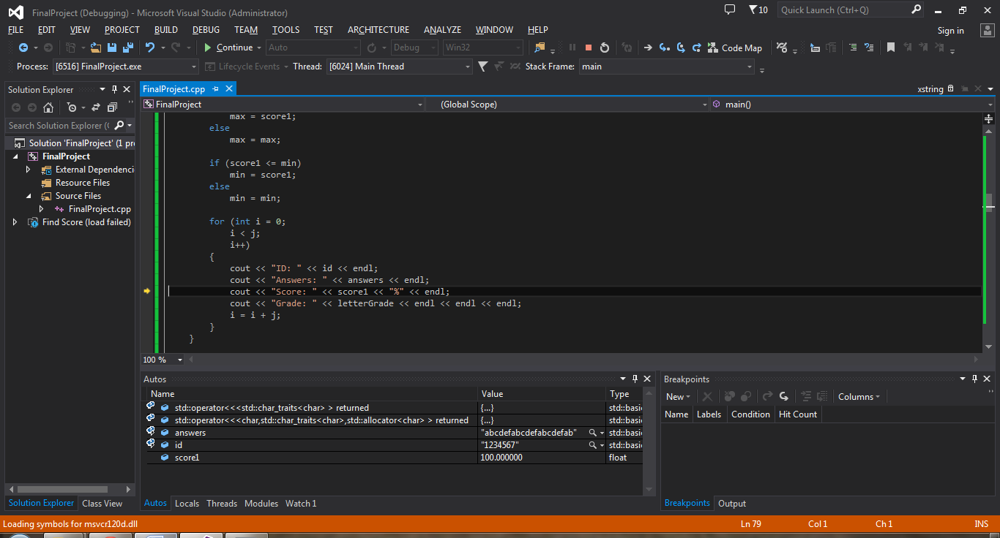 FinalProject (Debugging) - Microsoft Visual Studio (Administrator)
10
Quick Launch (Ctrl+Q)
FILE EDIT VIEW PROJECT BUILD DEBUG TEAM TOOLS TEST ARCHITECTURE ANALYZE WINDOW HELP
Sign in
Continue Auto Debug Win32 Code Map
Process: [6516] FinalProject.exe Lifecycle Events Thread: [6024] Main Thread Stack Frame: main
Solution Explorer
Search Solution Explorer (
Solution 'FinalProject' (1 pr
FinalProject
External Dependenci
Resource Files
Source Files
FinalProject.cpp
Find Score (load failed)
Solution Explorer Class View
FinalProject.cpp
xstring
FinalProject (Global Scope) main()
max = score1;
else
max = max;
if (score1 <= min)
min = score1;
else
min = min;
for (int i = 0;
i < j;
i++)
{
cout << "ID: " << id << endl;
cout << "Answers: " << answers << endl;
cout << "Score: " << score1 << "%" << endl;
cout << "Grade: " << letterGrade << endl << endl << endl;
i = i + j;
}
}
100 %
Autos
Name Value Type
std::operator<<<std::char_traits<char> > returned {...} std::basi
std::operator<<<char,std::char_traits<char>,std::allocator<char> > returned {...} std::basi
answers "abcdefabcdefabcdefab" std::basi
id "1234567" std::basi
score1 100.000000 float
Autos Locals Threads Modules Watch 1
Breakpoints
New Columns
Name Labels Condition Hit Count
Breakpoints Output
Loading symbols for msvcr120d.dll
Ln 79 Col 1 Ch 1 INS